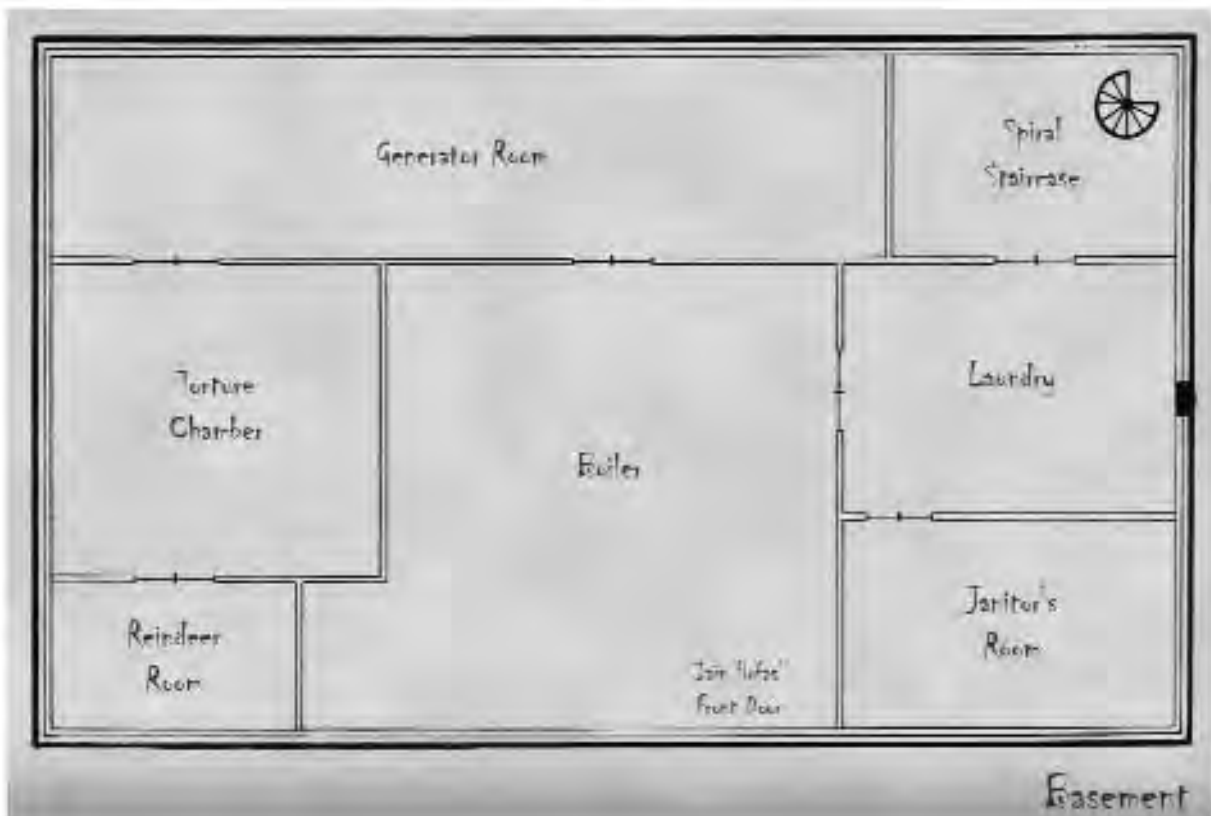 Generator Room
Spiral
Staircase
Torture
Chamber
Laundry
Boiler
Reindeer
Room
Janitor's
Room
Front Door
Basement